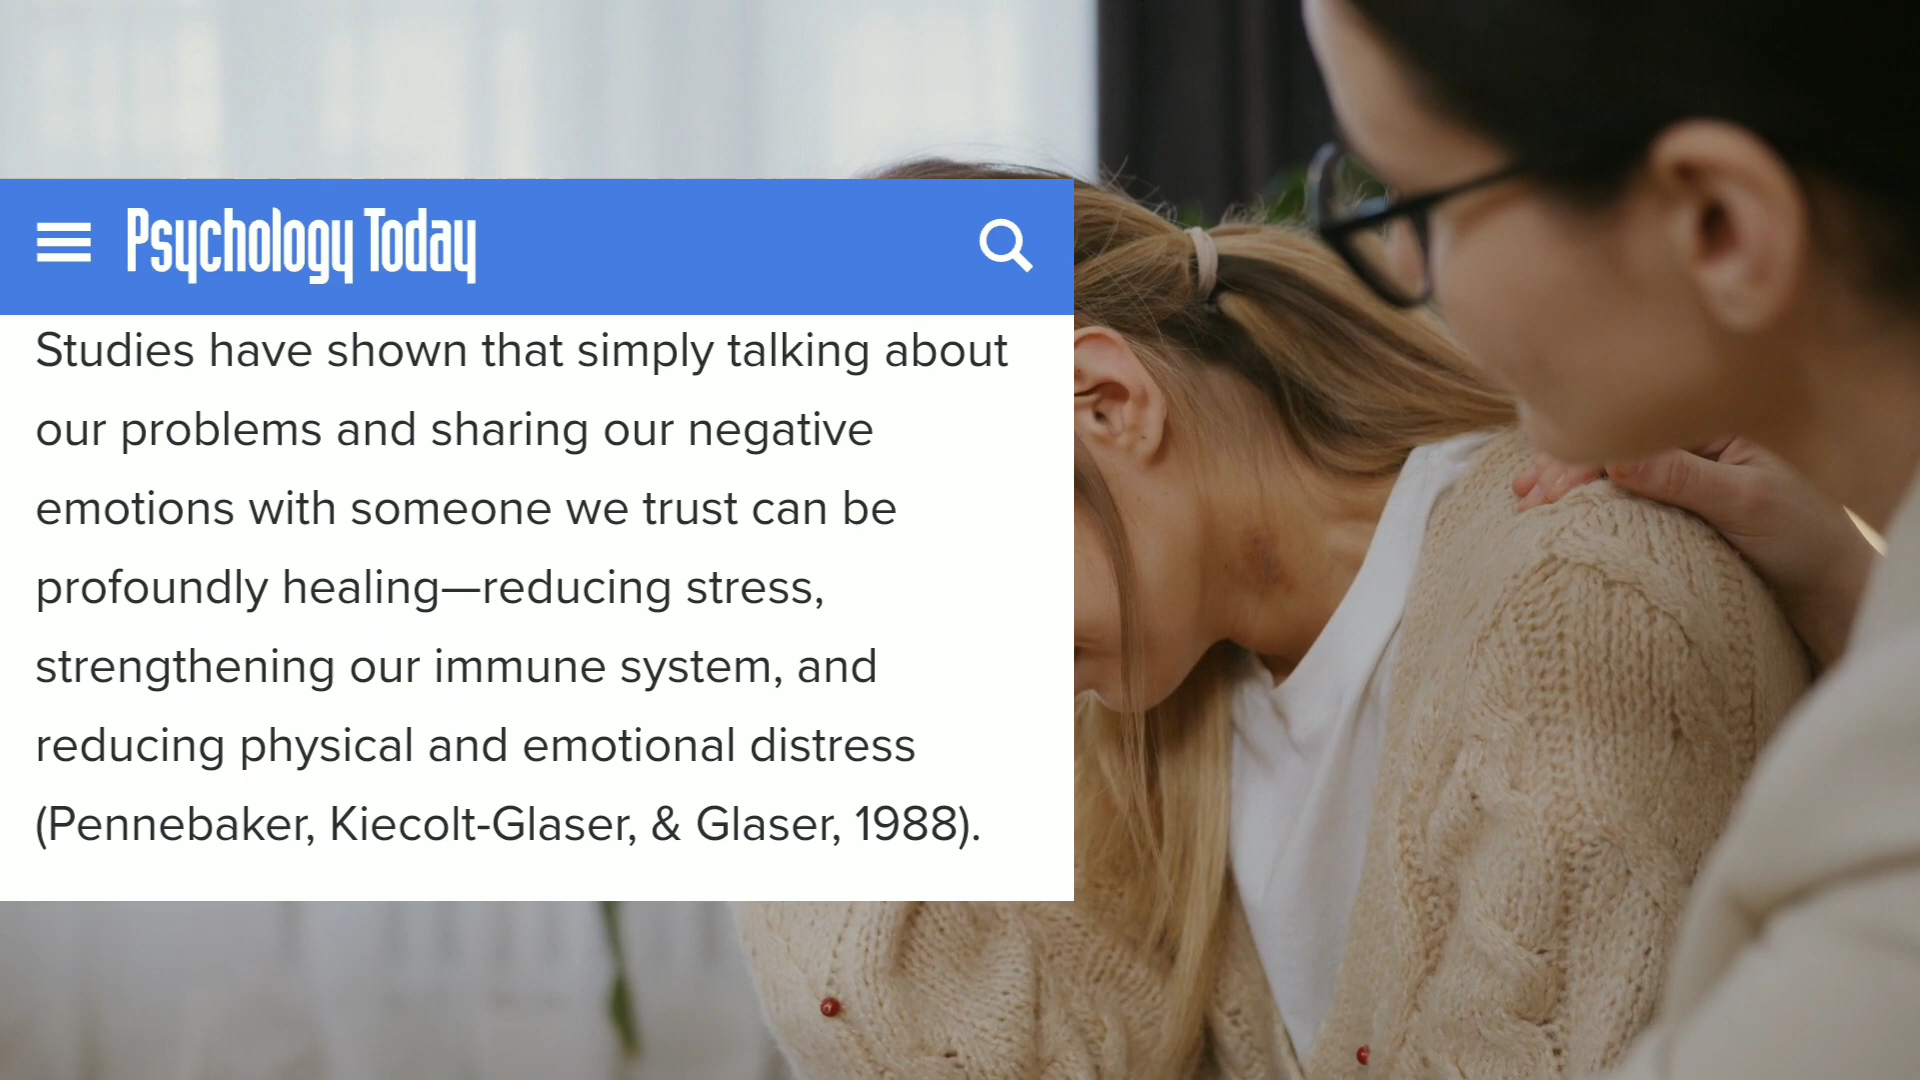 Psychology Today
Studies have shown that simply talking about
our problems and sharing our negative
emotions with someone we trust can be
profoundly healing—reducing stress,
strengthening our immune system, and
reducing physical and emotional distress
(Pennebaker, Kiecolt-Glaser, & Glaser, 1988).